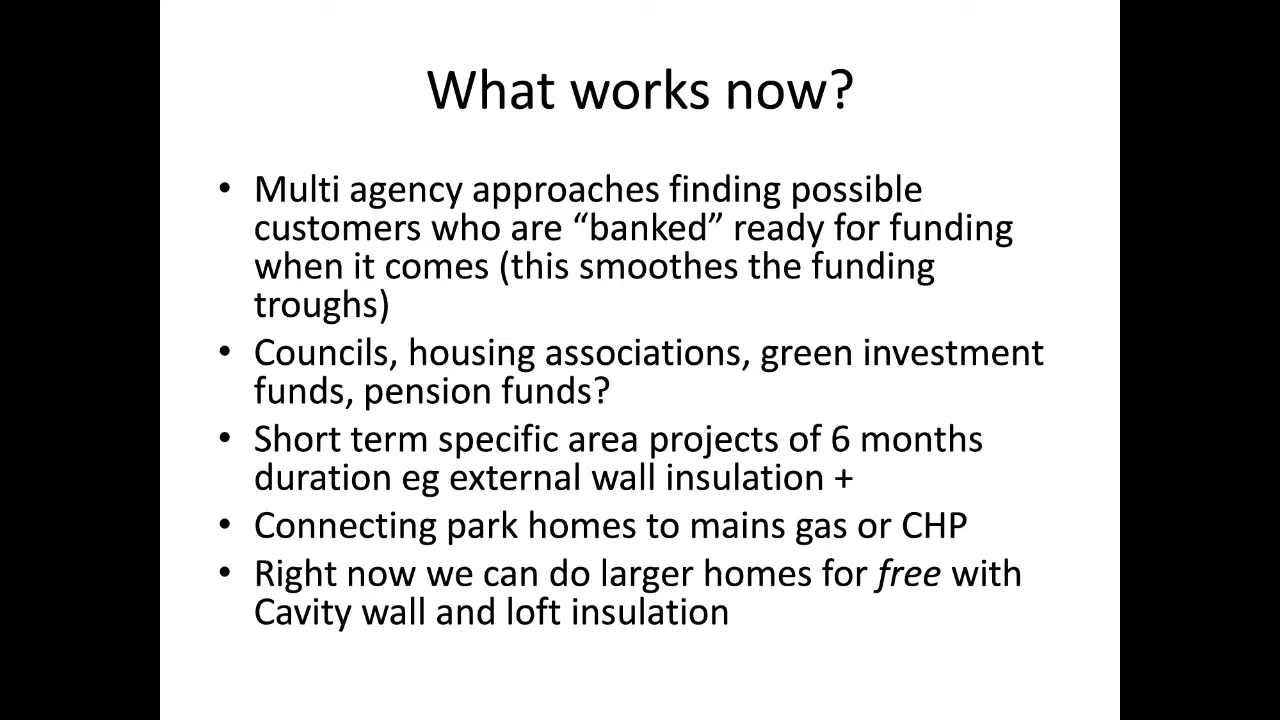 What works now?
• Multi agency approaches finding possible
customers who are “banked” ready for funding
when it comes (this smoothes the funding
troughs)
• Councils, housing associations, green investment
funds, pension funds?
• Short term specific area projects of 6 months
duration eg external wall insulation +
• Connecting park homes to mains gas or CHP
• Right now we can do larger homes for free with
Cavity wall and loft insulation